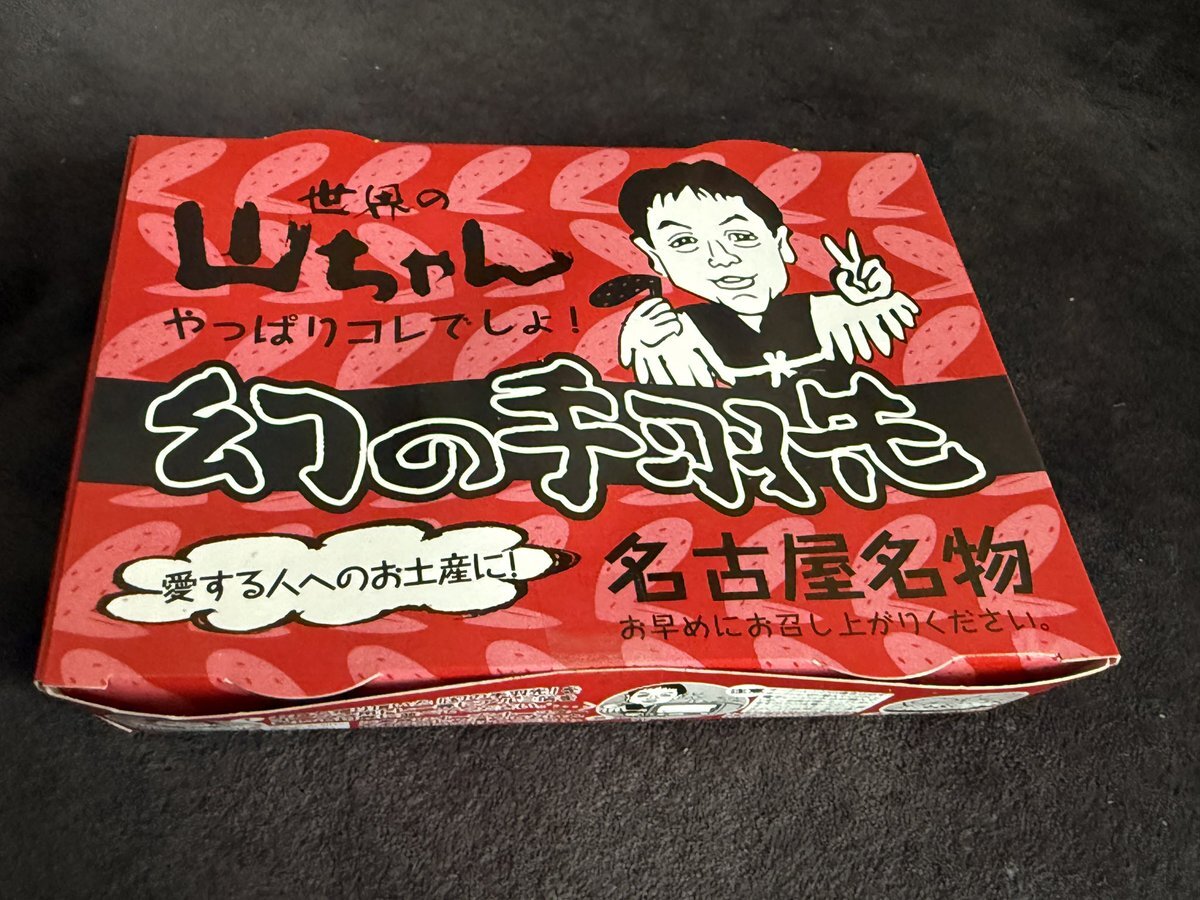 世界の
山ちゃん
やっぱりコレでしょ！
幻の手羽先
愛する人へのお土産に!
名古屋名物
お早めにお召し上がりください。